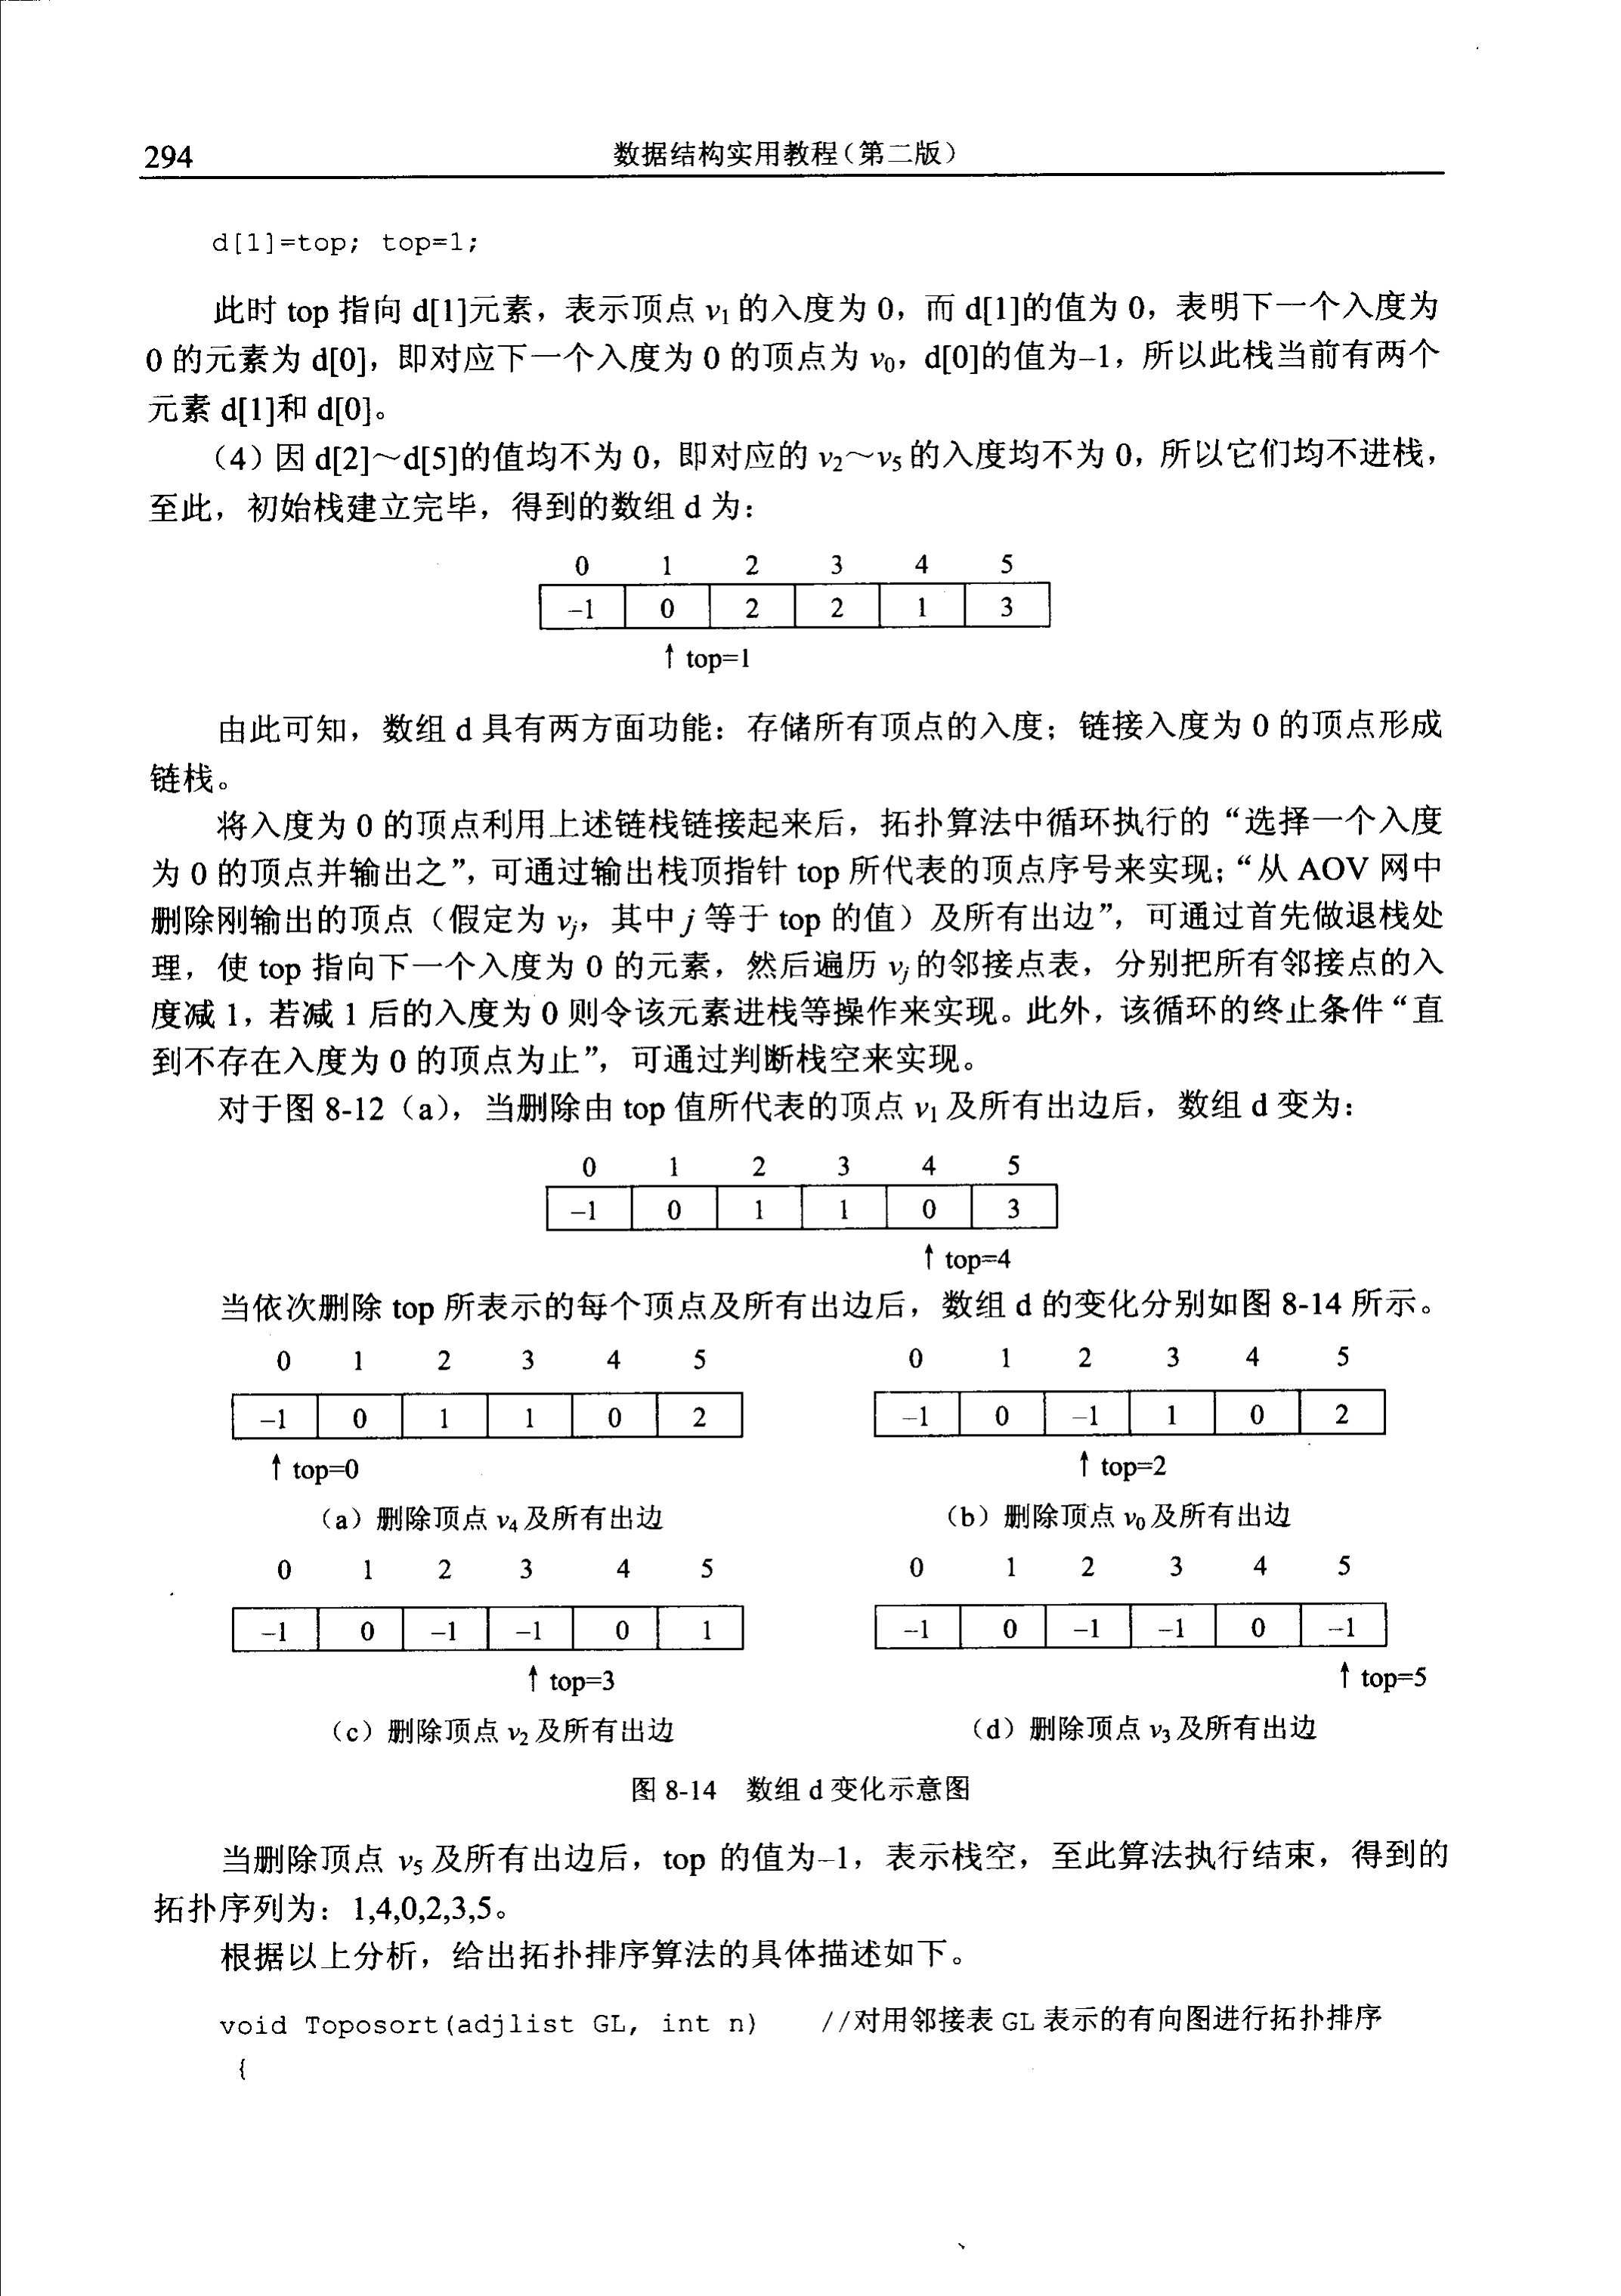 294
数据结构实用教程（第二版）
d[1]=top; top=1;
此时 top 指向 d[1]元素，表示顶点 v₁ 的入度为 0，而 d[1]的值为 0，表明下一个入度为
0 的元素为 d[0]，即对应下一个入度为 0 的顶点为 v₀，d[0]的值为–1，所以此栈当前有两个
元素 d[1]和 d[0]。
（4）因 d[2]～d[5]的值均不为 0，即对应的 v₂～v₅ 的入度均不为 0，所以它们均不进栈，
至此，初始栈建立完毕，得到的数组 d 为：
0 1 2 3 4 5
–1 0 2 2 1 3
↑ top=1
由此可知，数组 d 具有两方面功能：存储所有顶点的入度；链接入度为 0 的顶点形成
链栈。
将入度为 0 的顶点利用上述链栈链接起来后，拓扑算法中循环执行的“选择一个入度
为 0 的顶点并输出之”，可通过输出栈顶指针 top 所代表的顶点序号来实现；“从 AOV 网中
删除刚输出的顶点（假定为 vⱼ，其中 j 等于 top 的值）及所有出边”，可通过首先做退栈处
理，使 top 指向下一个入度为 0 的元素，然后遍历 vⱼ 的邻接点表，分别把所有邻接点的入
度减 1，若减 1 后的入度为 0 则令该元素进栈等操作来实现。此外，该循环的终止条件“直
到不存在入度为 0 的顶点为止”，可通过判断栈空来实现。
对于图 8-12（a），当删除由 top 值所代表的顶点 v₁ 及所有出边后，数组 d 变为：
0 1 2 3 4 5
–1 0 1 1 0 3
↑ top=4
当依次删除 top 所表示的每个顶点及所有出边后，数组 d 的变化分别如图 8-14 所示。
0 1 2 3 4 5
–1 0 1 1 0 2
↑ top=0
（a）删除顶点 v₄ 及所有出边
0 1 2 3 4 5
–1 0 –1 1 0 2
↑ top=2
（b）删除顶点 v₀ 及所有出边
0 1 2 3 4 5
–1 0 –1 –1 0 1
↑ top=3
（c）删除顶点 v₂ 及所有出边
0 1 2 3 4 5
–1 0 –1 –1 0 –1
↑ top=5
（d）删除顶点 v₃ 及所有出边
图 8-14 数组 d 变化示意图
当删除顶点 v₅ 及所有出边后，top 的值为–1，表示栈空，至此算法执行结束，得到的
拓扑序列为：1,4,0,2,3,5。
根据以上分析，给出拓扑排序算法的具体描述如下。
void Toposort(adjlist GL, int n) //对用邻接表 GL 表示的有向图进行拓扑排序
{